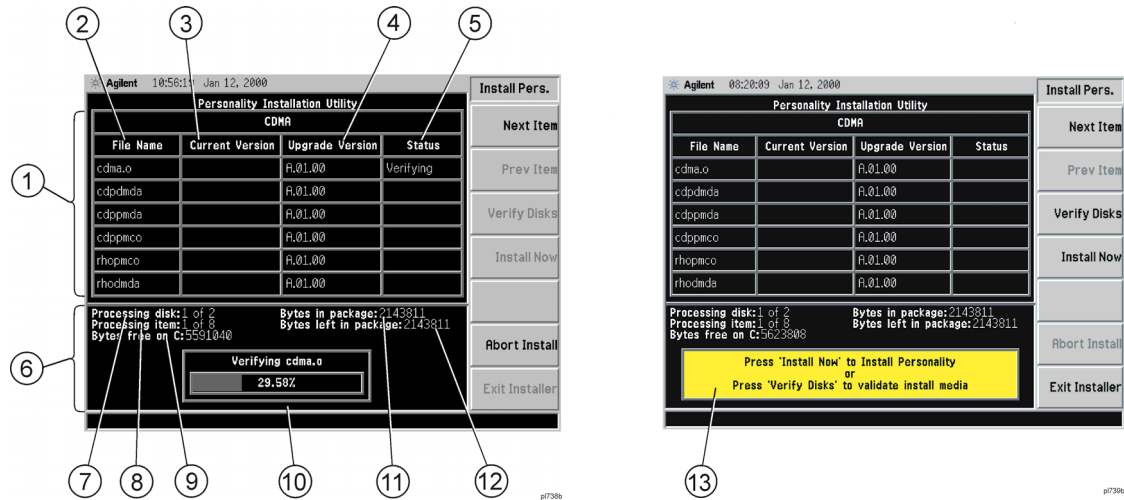 2 3 4 5
Agilent 10:56:19 Jan 12, 2000
Install Pers.
Personality Installation Utility
CDMA
File Name Current Version Upgrade Version Status
cdma.o A.01.00 Verifying
cdpdmda A.01.00
cdppmda A.01.00
cdppmco A.01.00
rhopmco A.01.00
rhodmda A.01.00
Next Item
Prev Item
Verify Disks
Install Now
Abort Install
Exit Installer
1
6
Processing disk:1 of 2 Bytes in package:2143811
Processing item:1 of 8 Bytes left in package:2143811
Bytes free on C:5591040
Verifying cdma.o
29.58%
7 8 9 10 11 12
pl738b
Agilent 08:20:09 Jan 12, 2000
Install Pers.
Personality Installation Utility
CDMA
File Name Current Version Upgrade Version Status
cdma.o A.01.00
cdpdmda A.01.00
cdppmda A.01.00
cdppmco A.01.00
rhopmco A.01.00
rhodmda A.01.00
Next Item
Prev Item
Verify Disks
Install Now
Abort Install
Exit Installer
Processing disk:1 of 2 Bytes in package:2143811
Processing item:1 of 8 Bytes left in package:2143811
Bytes free on C:5623808
Press 'Install Now' to Install Personality
or
Press 'Verify Disks' to validate install media
13
pl739b